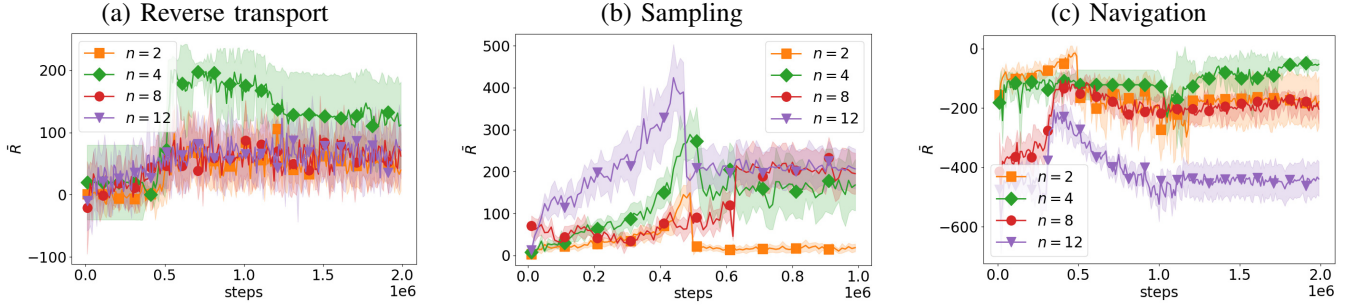 (a) Reverse transport
R̄
200
100
0
−100
n = 2
n = 4
n = 8
n = 12
0.0 0.5 1.0 1.5 2.0
steps 1e6
(b) Sampling
R̄
500
400
300
200
100
0
n = 2
n = 4
n = 8
n = 12
0.0 0.2 0.4 0.6 0.8 1.0
steps 1e6
(c) Navigation
R̄
0
−200
−400
−600
n = 2
n = 4
n = 8
n = 12
0.0 0.5 1.0 1.5 2.0
steps 1e6